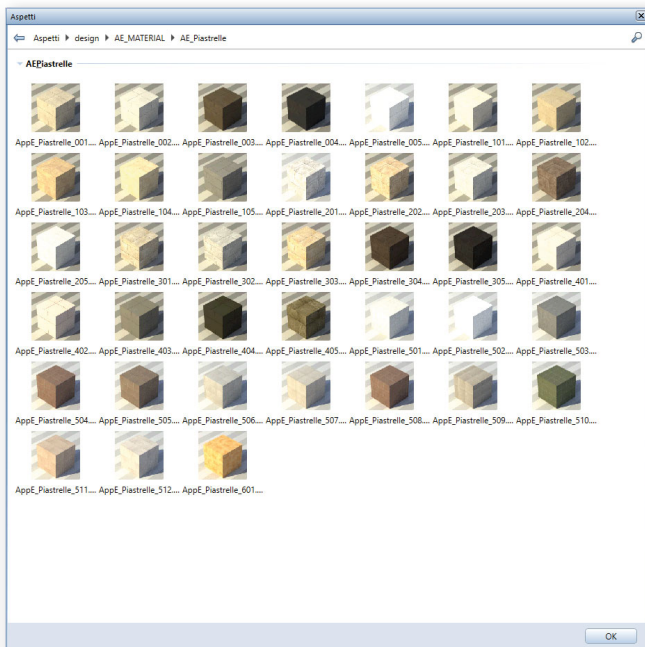 Aspetti
Aspetti design AE_MATERIAL AE_Piastrelle
AEPiastrelle
AppE_Piastrelle_001.... AppE_Piastrelle_002.... AppE_Piastrelle_003.... AppE_Piastrelle_004.... AppE_Piastrelle_005.... AppE_Piastrelle_101.... AppE_Piastrelle_102....
AppE_Piastrelle_103.... AppE_Piastrelle_104.... AppE_Piastrelle_105.... AppE_Piastrelle_201.... AppE_Piastrelle_202.... AppE_Piastrelle_203.... AppE_Piastrelle_204....
AppE_Piastrelle_205.... AppE_Piastrelle_301.... AppE_Piastrelle_302.... AppE_Piastrelle_303.... AppE_Piastrelle_304.... AppE_Piastrelle_305.... AppE_Piastrelle_401....
AppE_Piastrelle_402.... AppE_Piastrelle_403.... AppE_Piastrelle_404.... AppE_Piastrelle_405.... AppE_Piastrelle_501.... AppE_Piastrelle_502.... AppE_Piastrelle_503....
AppE_Piastrelle_504.... AppE_Piastrelle_505.... AppE_Piastrelle_506.... AppE_Piastrelle_507.... AppE_Piastrelle_508.... AppE_Piastrelle_509.... AppE_Piastrelle_510....
AppE_Piastrelle_511.... AppE_Piastrelle_512.... AppE_Piastrelle_601....
OK